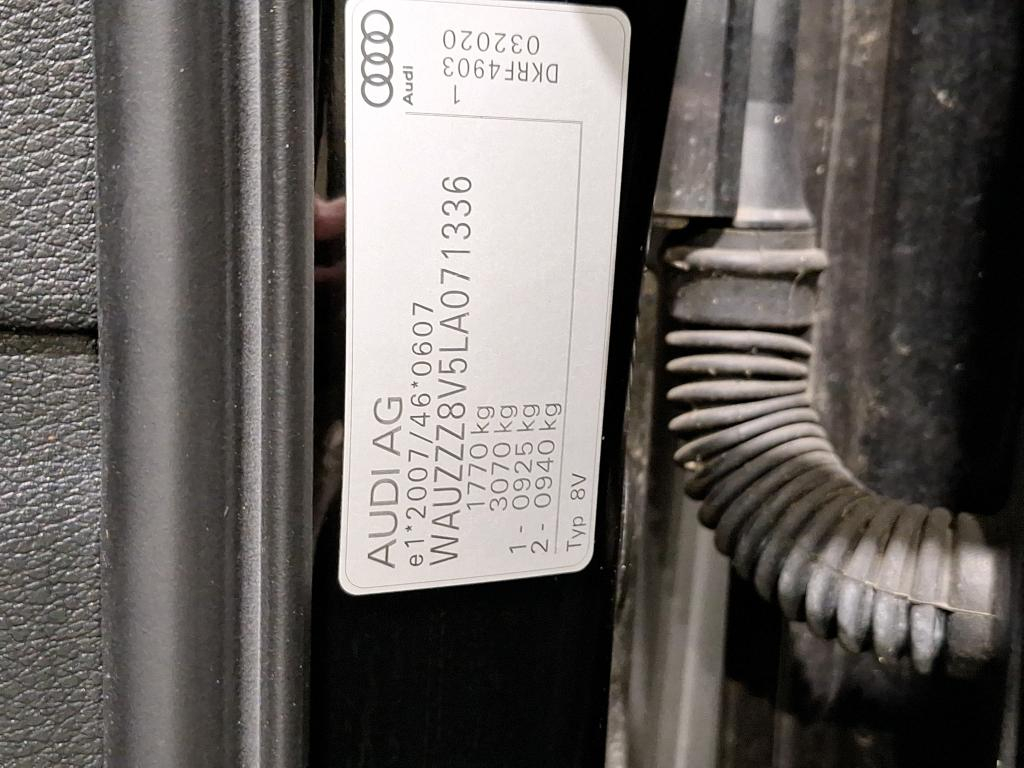 AUDI AG
e1*2007/46*0607
WAUZZZ8V5LA071336
1770 kg
3070 kg
1 - 0925 kg
2 - 0940 kg
Typ 8V
Audi
032020
DKRF4903
1